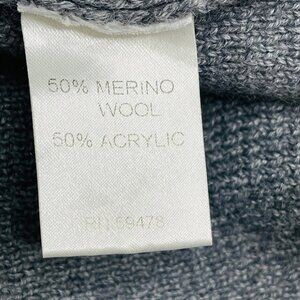 50% MERINO
WOOL
50% ACRYLIC
RN 59478